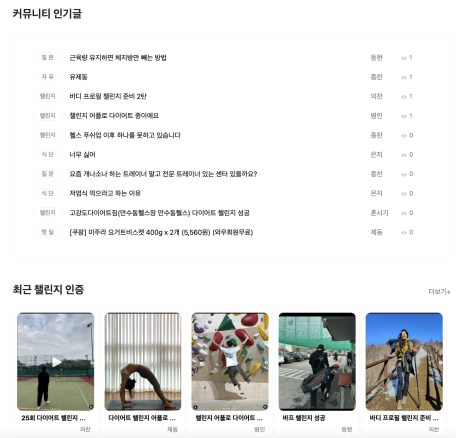 커뮤니티 인기글
질문 근육량 유지하면 체지방만 빼는 방법 동현 1
자유 유제동 종찬 1
챌린지 바디 프로필 챌린지 준비 2탄 의찬 1
챌린지 챌린지 어플로 다이어트 중이에요 병민 1
챌린지 헬스 푸쉬업 이후 하나를 못하고 있습니다 종찬 0
식단 너무 싫어 은지 0
질문 요즘 개나소나 하는 트레이너 말고 전문 트레이너 있는 센터 있을까요? 종찬 0
식단 저염식 먹으라고 하는 이유 은지 0
챌린지 고강도다이어트짐(만수동헬스장 만수동헬스) 다이어트 챌린지 성공 혼시기 0
핫딜 [쿠팡] 미주라 요거트비스켓 400g x 2개 (5,560원) (와우회원무료) 제동 0
최근 챌린지 인증 더보기+
25회 다이어트 챌린지 ... 다이어트 챌린지 어플로 ... 챌린지 어플로 다이어트 ... 바프 챌린지 성공 바디 프로필 챌린지 준비 ...
의찬 제동 병민 동현 의찬